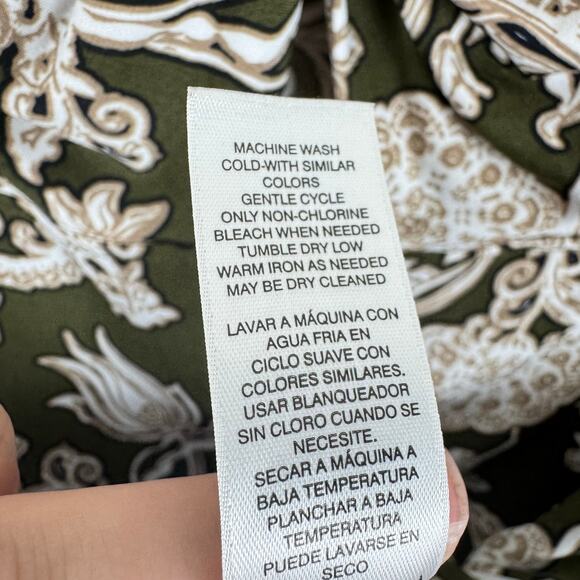 MACHINE WASH
COLD-WITH SIMILAR
COLORS
GENTLE CYCLE
ONLY NON-CHLORINE
BLEACH WHEN NEEDED
TUMBLE DRY LOW
WARM IRON AS NEEDED
MAY BE DRY CLEANED
LAVAR A MÁQUINA CON
AGUA FRIA EN
CICLO SUAVE CON
COLORES SIMILARES.
USAR BLANQUEADOR
SIN CLORO CUANDO SE
NECESITE.
SECAR A MÁQUINA A
BAJA TEMPERATURA
PLANCHAR A BAJA
TEMPERATURA
PUEDE LAVARSE EN
SECO